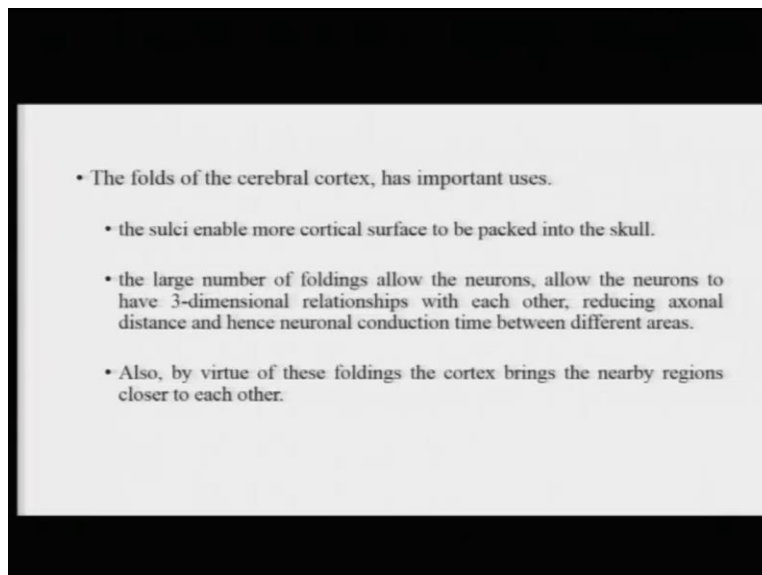 • The folds of the cerebral cortex, has important uses.
• the sulci enable more cortical surface to be packed into the skull.
• the large number of foldings allow the neurons, allow the neurons to
have 3-dimensional relationships with each other, reducing axonal
distance and hence neuronal conduction time between different areas.
• Also, by virtue of these foldings the cortex brings the nearby regions
closer to each other.